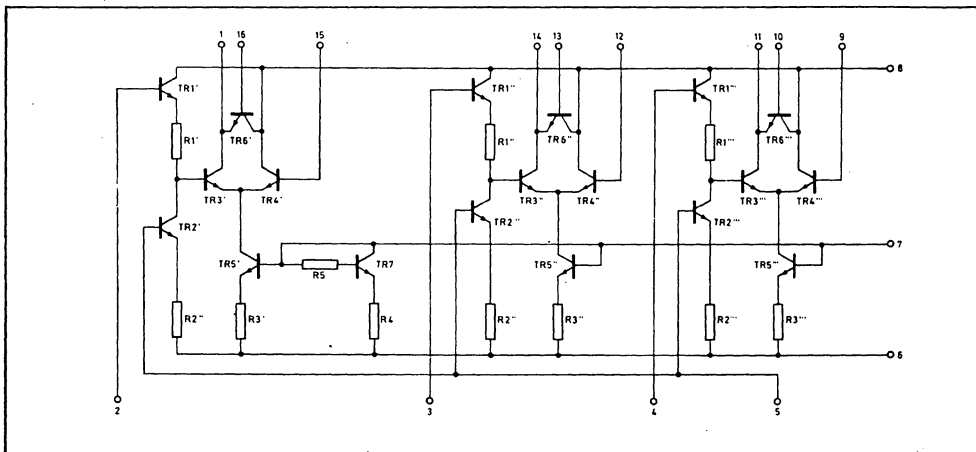 1 16 15 14 13 12 11 10 9
8
TR1' TR1'' TR1'''
R1' TR6' R1'' TR6'' R1''' TR6'''
TR3' TR4' TR3'' TR4'' TR3''' TR4'''
TR2' TR2'' TR2'''
7
TR5' R5 TR7 TR5'' TR5'''
R2'' R3' R4 R2'' R3'' R2''' R3'''
6
2 3 4 5